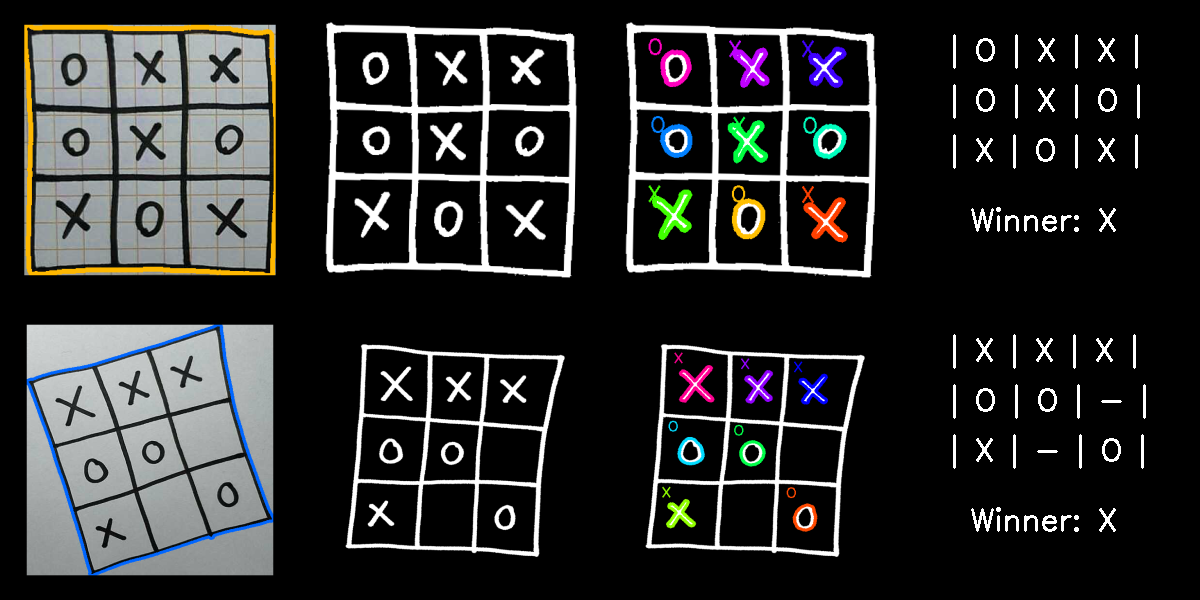 O X X
O X X
O X X
| O | X | X |
O X O
O X O
O X O
| O | X | O |
X O X
X O X
X O X
| X | O | X |
Winner: X
X X X
X X X
X X X
| X | X | X |
O O
O O
O O
| O | O | – |
X O
X O
X O
| X | – | O |
Winner: X